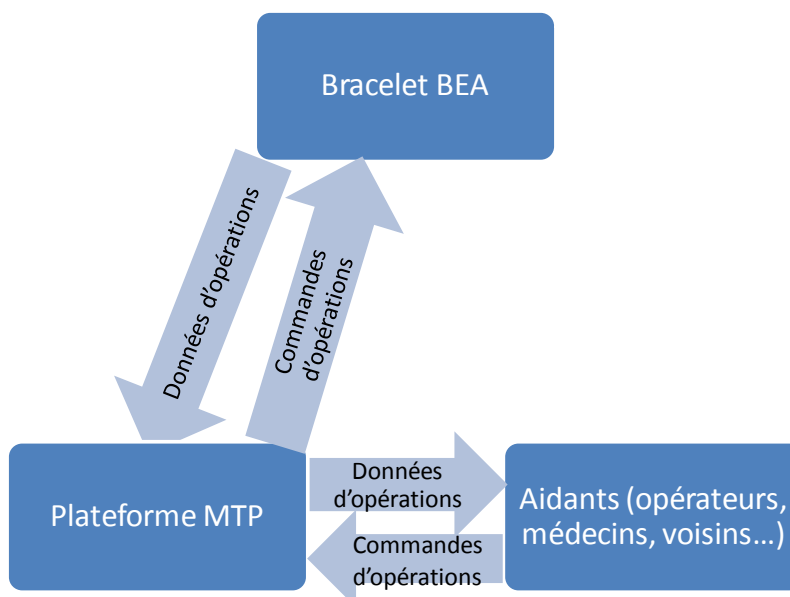 Bracelet BEA
Données d'opérations
Commandes
d'opérations
Plateforme MTP
Données
d'opérations
Commandes
d'opérations
Aidants (opérateurs,
médecins, voisins…)